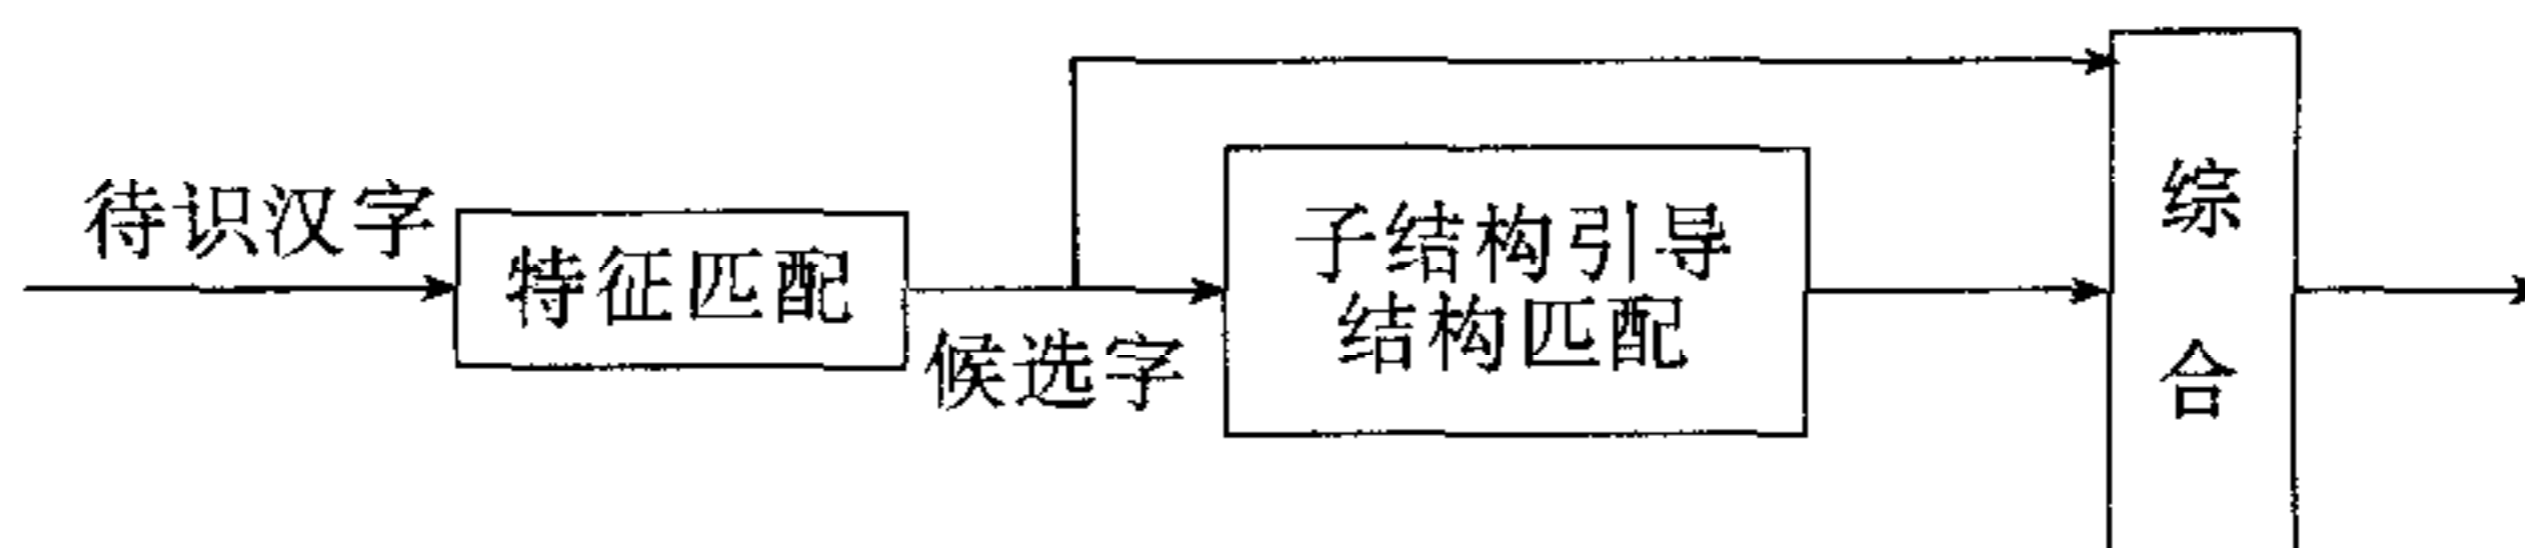 待识汉字
特征匹配
候选字
子结构引导
结构匹配
综
合